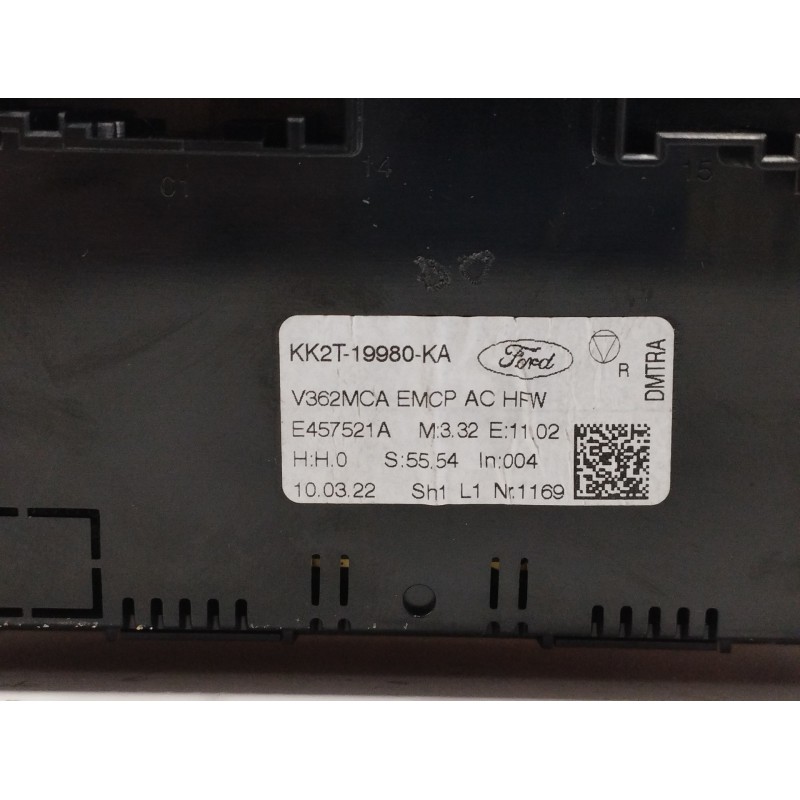 C1 14 15
KK2T-19980-KA Ford R
DMTRA
V362MCA EMCP AC HFW
E457521A M:3.32 E:11.02
H:H.0 S:55.54 In:004
10.03.22 Sh1 L1 Nr.1169